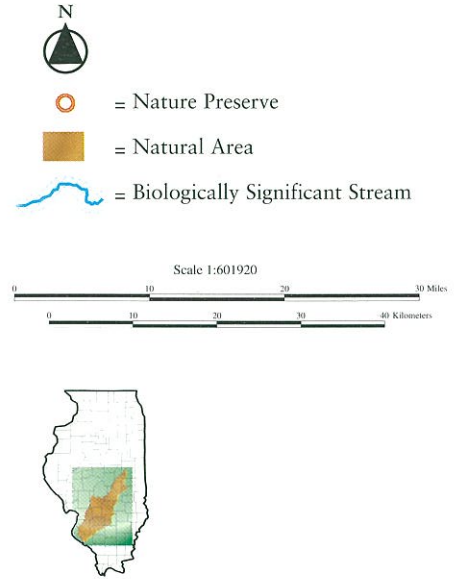 N
= Nature Preserve
= Natural Area
= Biologically Significant Stream
Scale 1:601920
0 10 20 30 Miles
0 10 20 30 40 Kilometers